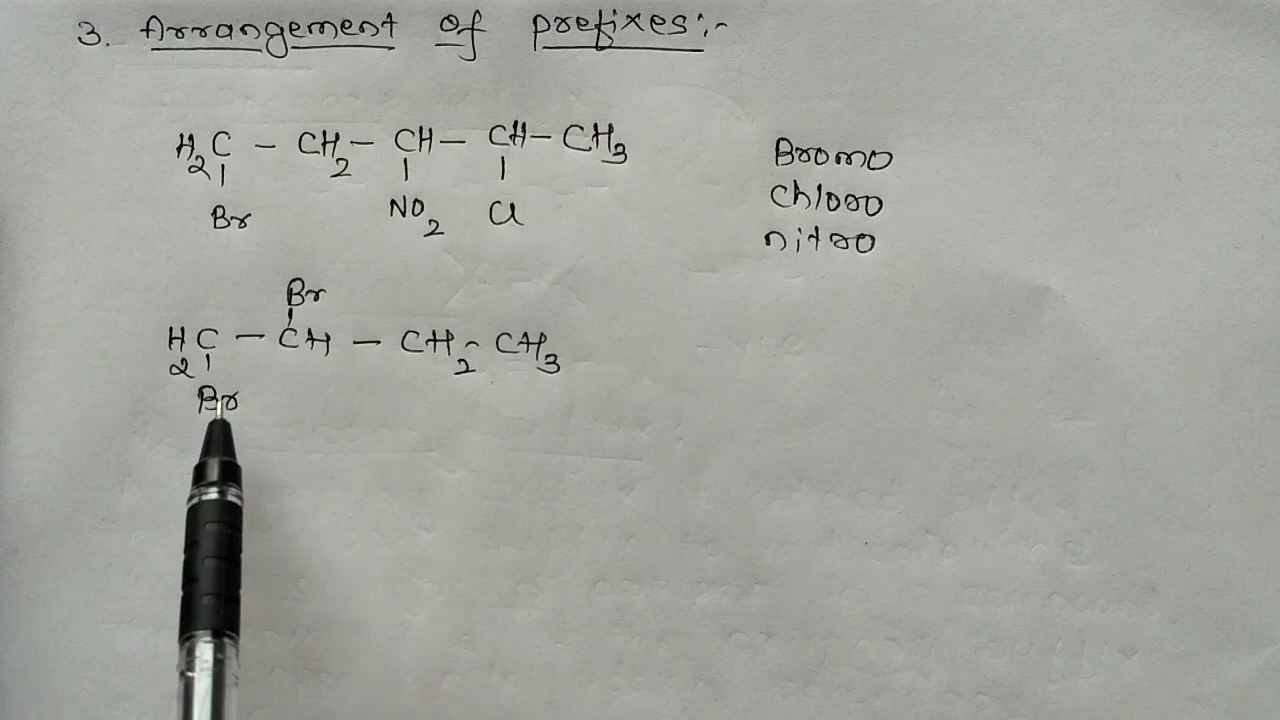 3. Arrangement of prefixes:-
H2C - CH2 - CH - CH - CH3
Br NO2 Cl
Bromo
Chloro
nitro
Br
H2C - CH - CH2 - CH3
Br